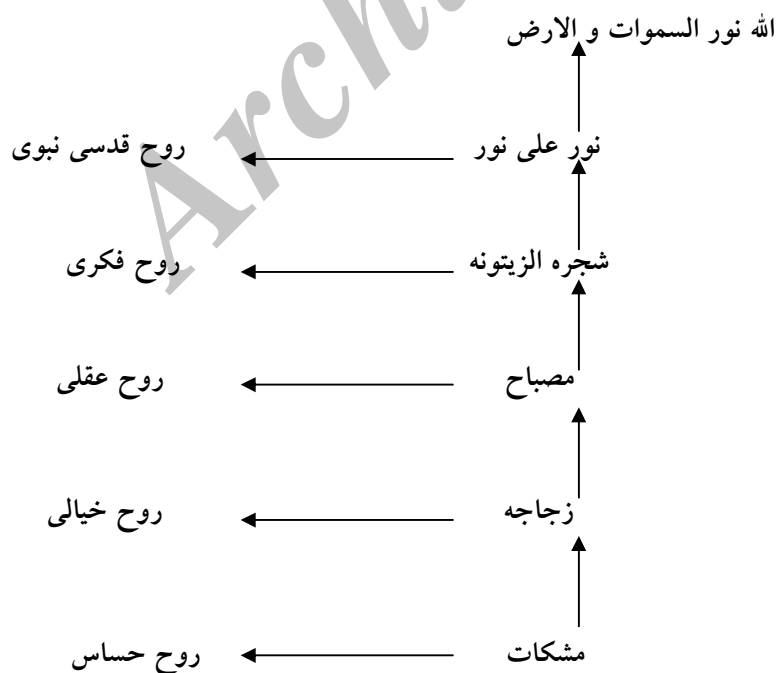 الله نور السموات و الارض
نور علی نور
روح قدسی نبوی
شجره الزیتونه
روح فکری
مصباح
روح عقلی
زجاجه
روح خیالی
مشکات
روح حساس